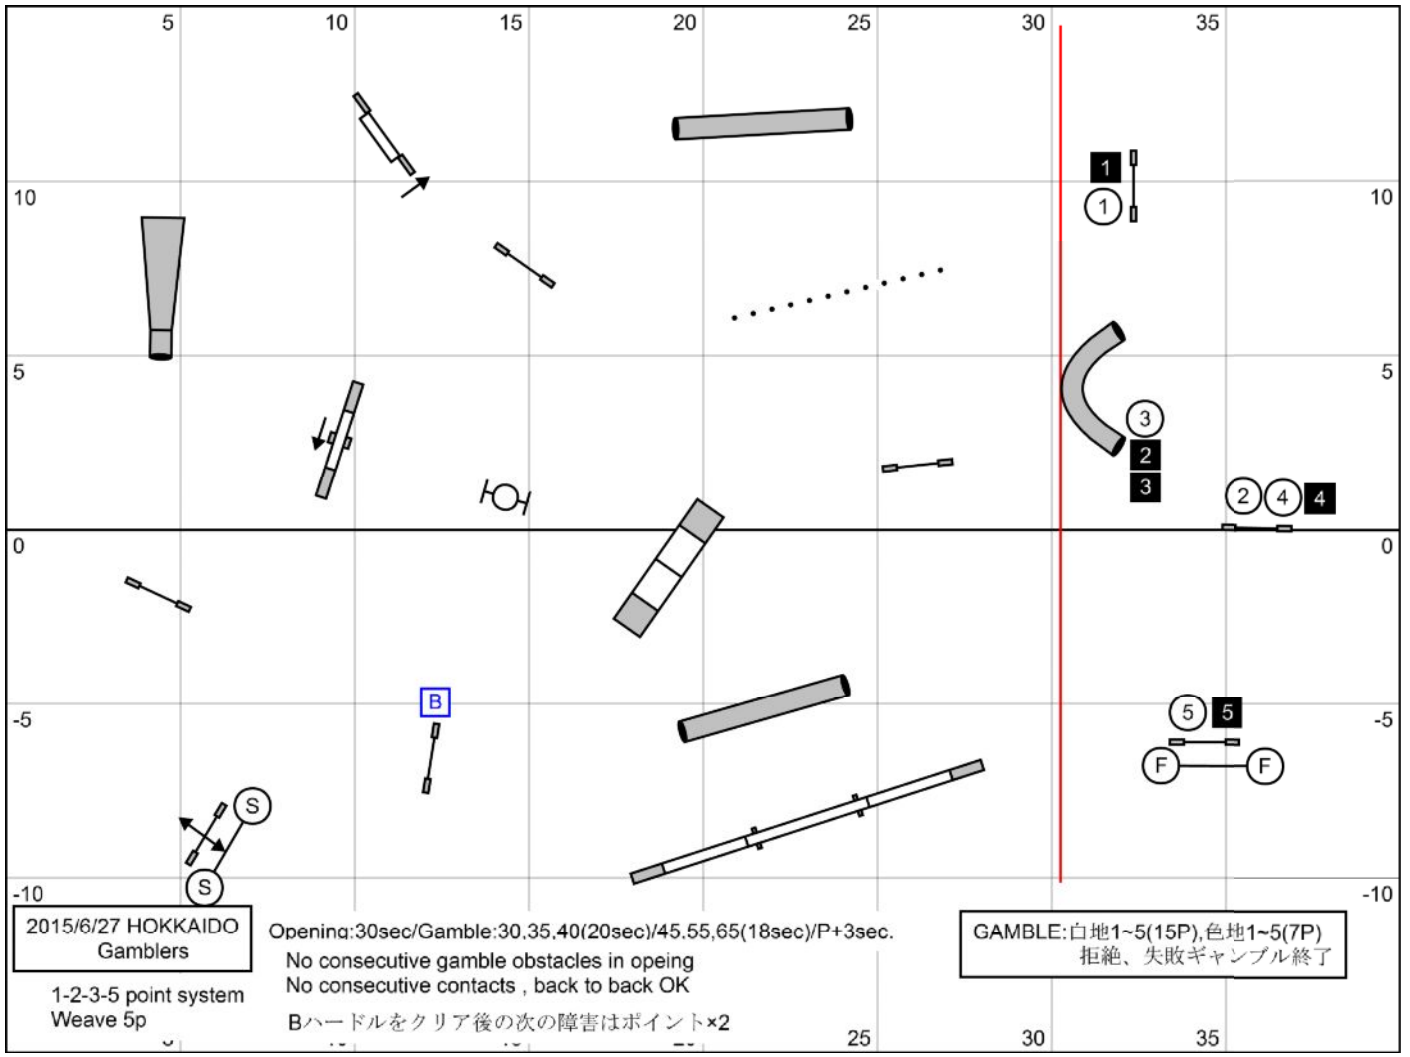 5 10 15 20 25 30 35
1
1
10 10
5 5
3
2
3
2 4 4
0 0
B
-5 -5
5 5
F F
S
S
-10 -10
2015/6/27 HOKKAIDO
Gamblers
Opening:30sec/Gamble:30,35,40(20sec)/45,55,65(18sec)/P+3sec.
No consecutive gamble obstacles in opeing
No consecutive contacts , back to back OK
Bハードルをクリア後の次の障害はポイント×2
1-2-3-5 point system
Weave 5p
GAMBLE:白地1~5(15P),色地1~5(7P)
拒絶、失敗ギャンブル終了
25 30 35